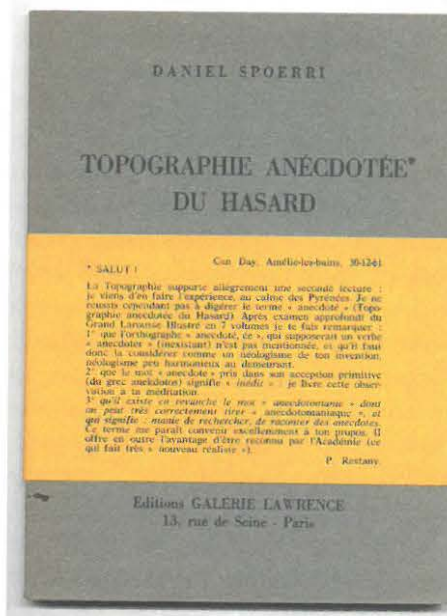 DANIEL SPOERRI
TOPOGRAPHIE ANÉCDOTÉE*
DU HASARD
Can Day, Amélie-les-bains, 30-12-61
* SALUT !
La Topographie supporte allègrement une seconde lecture :
je viens d'en faire l'expérience, au calme des Pyrénées. Je ne
réussis cependant pas à digérer le terme « anecdoté » (Topo-
graphie anecdotée du Hasard). Après examen approfondi du
Grand Larousse Illustré en 7 volumes je te fais remarquer :
1° que l'orthographe « anecdoté, ée », qui supposerait un verbe
« anecdoter » (inexistant) n'est pas mentionnée, et qu'il faut
donc la considérer comme un néologisme de ton invention,
néologisme peu harmonieux au demeurant.
2° que le mot « anecdote » pris dans son acception primitive
(du grec anekdoton) signifie « inédit » : je livre cette obser-
vation à ta méditation.
3° qu'il existe en revanche le mot « anecdotomanie » dont
on peut très correctement tirer « anecdotomaniaque », et
qui signifie : manie de rechercher, de raconter des anecdotes.
Ce terme me paraît convenir excellemment à ton propos. Il
offre en outre l'avantage d'être reconnu par l'Académie (ce
qui fait très « nouveau réaliste »).
P. Restany.
Editions GALERIE LAWRENCE
13, rue de Seine - Paris